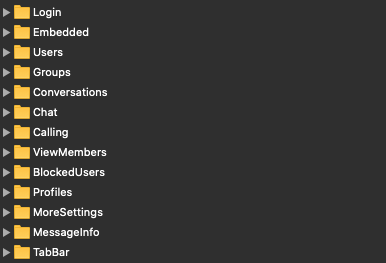 Login
Embedded
Users
Groups
Conversations
Chat
Calling
ViewMembers
BlockedUsers
Profiles
MoreSettings
MessageInfo
TabBar